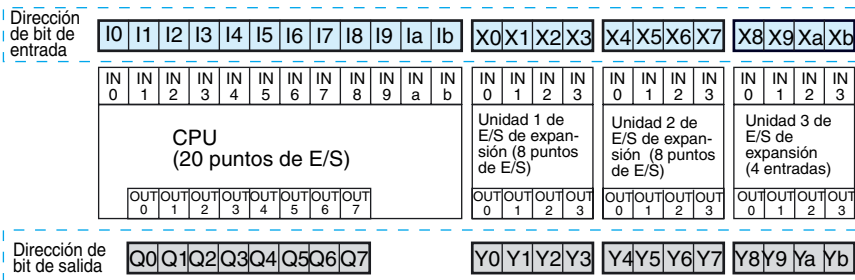 Dirección
de bit de
entrada
I0 I1 I2 I3 I4 I5 I6 I7 I8 I9 Ia Ib X0 X1 X2 X3 X4 X5 X6 X7 X8 X9 Xa Xb
IN IN IN IN IN IN IN IN IN IN IN IN IN IN IN IN IN IN IN IN IN IN IN IN
0 1 2 3 4 5 6 7 8 9 a b 0 1 2 3 0 1 2 3 0 1 2 3
CPU
(20 puntos de E/S)
Unidad 1 de
E/S de expan-
sión (8 puntos
de E/S)
Unidad 2 de
E/S de expan-
sión (8 puntos
de E/S)
Unidad 3 de
E/S de
expansión
(4 entradas)
OUT OUT OUT OUT OUT OUT OUT OUT OUT OUT OUT OUT OUT OUT OUT OUT OUT OUT OUT OUT
0 1 2 3 4 5 6 7 0 1 2 3 0 1 2 3 0 1 2 3
Dirección de
bit de salida
Q0 Q1 Q2 Q3 Q4 Q5 Q6 Q7 Y0 Y1 Y2 Y3 Y4 Y5 Y6 Y7 Y8 Y9 Ya Yb